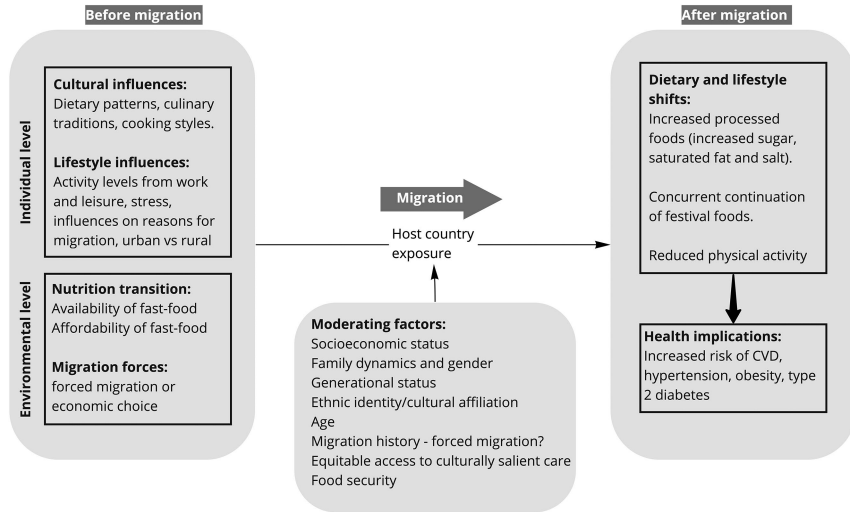 Before migration
Individual level
Cultural influences:
Dietary patterns, culinary
traditions, cooking styles.
Lifestyle influences:
Activity levels from work
and leisure, stress,
influences on reasons for
migration, urban vs rural
Environmental level
Nutrition transition:
Availability of fast-food
Affordability of fast-food
Migration forces:
forced migration or
economic choice
Migration
Host country
exposure
Moderating factors:
Socioeconomic status
Family dynamics and gender
Generational status
Ethnic identity/cultural affiliation
Age
Migration history - forced migration?
Equitable access to culturally salient care
Food security
After migration
Dietary and lifestyle
shifts:
Increased processed
foods (increased sugar,
saturated fat and salt).
Concurrent continuation
of festival foods.
Reduced physical activity
Health implications:
Increased risk of CVD,
hypertension, obesity, type
2 diabetes